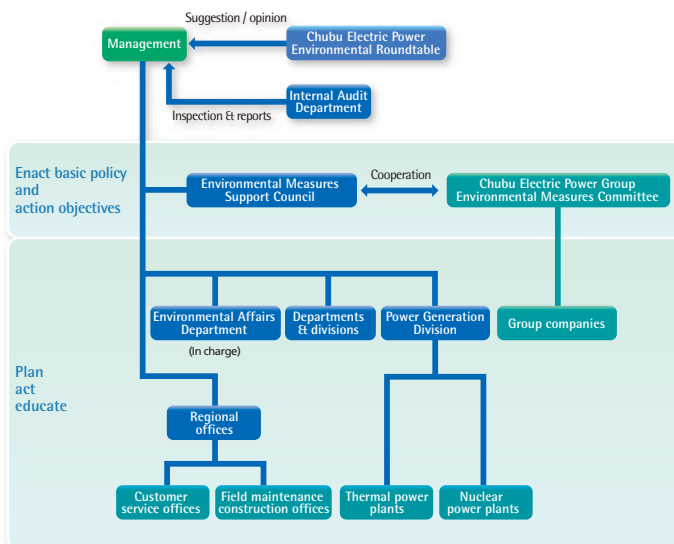 Suggestion / opinion
Management
Chubu Electric Power
Environmental Roundtable
Internal Audit
Department
Inspection & reports
Enact basic policy
and
action objectives
Environmental Measures
Support Council
Cooperation
Chubu Electric Power Group
Environmental Measures Committee
Environmental Affairs
Department
(In charge)
Departments
& divisions
Power Generation
Division
Group companies
Plan
act
educate
Regional
offices
Customer
service offices
Field maintenance
construction offices
Thermal power
plants
Nuclear
power plants